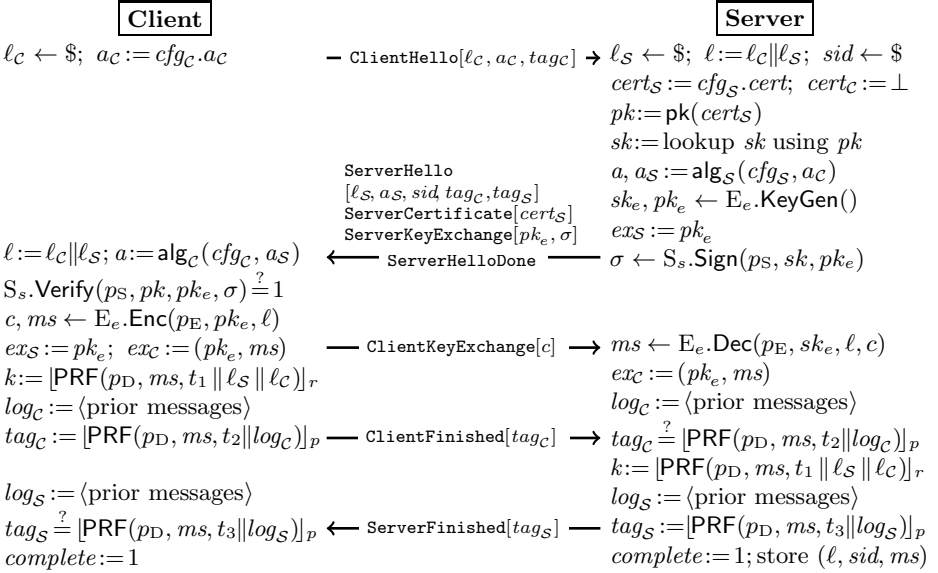 Client Server
ℓ_C ← $; a_C := cfg_C.a_C
ClientHello[ℓ_C, a_C, tag_C]
ℓ_S ← $; ℓ := ℓ_C∥ℓ_S; sid ← $
cert_S := cfg_S.cert; cert_C := ⊥
pk := pk(cert_S)
sk := lookup sk using pk
a, a_S := alg_S(cfg_S, a_C)
sk_e, pk_e ← E_e.KeyGen()
ex_S := pk_e
σ ← S_s.Sign(p_S, sk, pk_e)
ServerHello
[ℓ_S, a_S, sid, tag_C, tag_S]
ServerCertificate[cert_S]
ServerKeyExchange[pk_e, σ]
ServerHelloDone
ℓ := ℓ_C∥ℓ_S; a := alg_C(cfg_C, a_S)
S_s.Verify(p_S, pk, pk_e, σ) ?= 1
c, ms ← E_e.Enc(p_E, pk_e, ℓ)
ex_S := pk_e; ex_C := (pk_e, ms)
ClientKeyExchange[c]
ms ← E_e.Dec(p_E, sk_e, ℓ, c)
k := ⌊PRF(p_D, ms, t_1 ∥ ℓ_S ∥ ℓ_C)⌋_r
ex_C := (pk_e, ms)
log_C := ⟨prior messages⟩
log_C := ⟨prior messages⟩
tag_C := ⌊PRF(p_D, ms, t_2∥log_C)⌋_p
ClientFinished[tag_C]
tag_C ?= ⌊PRF(p_D, ms, t_2∥log_C)⌋_p
k := ⌊PRF(p_D, ms, t_1 ∥ ℓ_S ∥ ℓ_C)⌋_r
log_S := ⟨prior messages⟩
log_S := ⟨prior messages⟩
tag_S ?= ⌊PRF(p_D, ms, t_3∥log_S)⌋_p
ServerFinished[tag_S]
tag_S := ⌊PRF(p_D, ms, t_3∥log_S)⌋_p
complete := 1
complete := 1; store (ℓ, sid, ms)